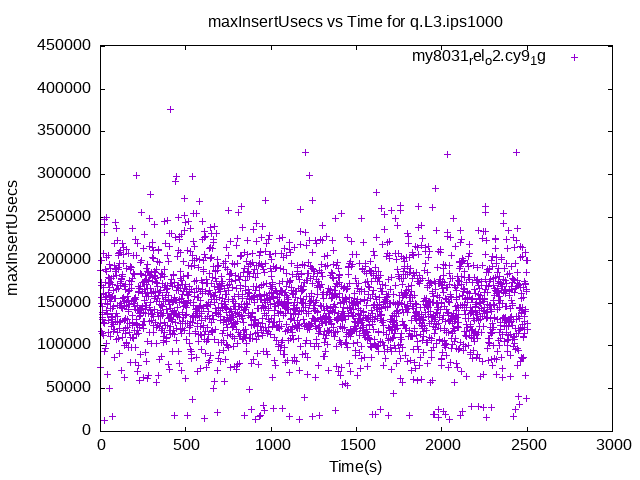 maxInsertUsecs vs Time for q.L3.ips1000
450000
my8031relo2.cy91g
400000
350000
300000
250000
200000
150000
100000
50000
0
maxInsertUsecs
0 500 1000 1500 2000 2500 3000
Time(s)